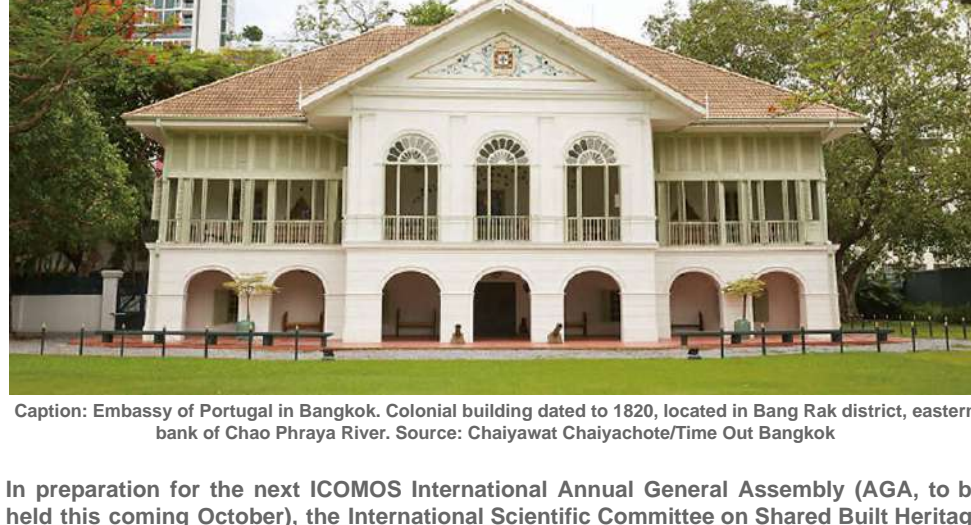 Caption: Embassy of Portugal in Bangkok. Colonial building dated to 1820, located in Bang Rak district, eastern
bank of Chao Phraya River. Source: Chaiyawat Chaiyachote/Time Out Bangkok
In preparation for the next ICOMOS International Annual General Assembly (AGA, to b
held this coming October), the International Scientific Committee on Shared Built Heritag